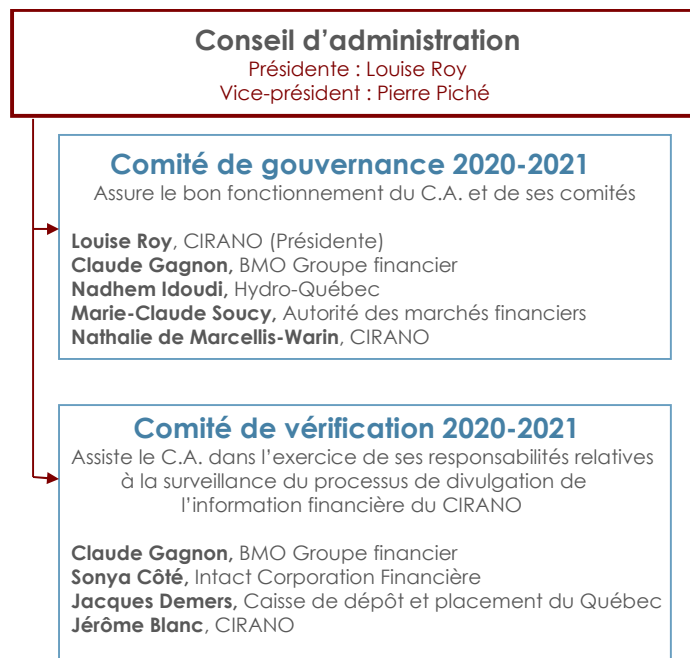 Conseil d’administration
Présidente : Louise Roy
Vice-président : Pierre Piché
Comité de gouvernance 2020-2021
Assure le bon fonctionnement du C.A. et de ses comités
Louise Roy, CIRANO (Présidente)
Claude Gagnon, BMO Groupe financier
Nadhem Idoudi, Hydro-Québec
Marie-Claude Soucy, Autorité des marchés financiers
Nathalie de Marcellis-Warin, CIRANO
Comité de vérification 2020-2021
Assiste le C.A. dans l’exercice de ses responsabilités relatives
à la surveillance du processus de divulgation de
l’information financière du CIRANO
Claude Gagnon, BMO Groupe financier
Sonya Côté, Intact Corporation Financière
Jacques Demers, Caisse de dépôt et placement du Québec
Jérôme Blanc, CIRANO